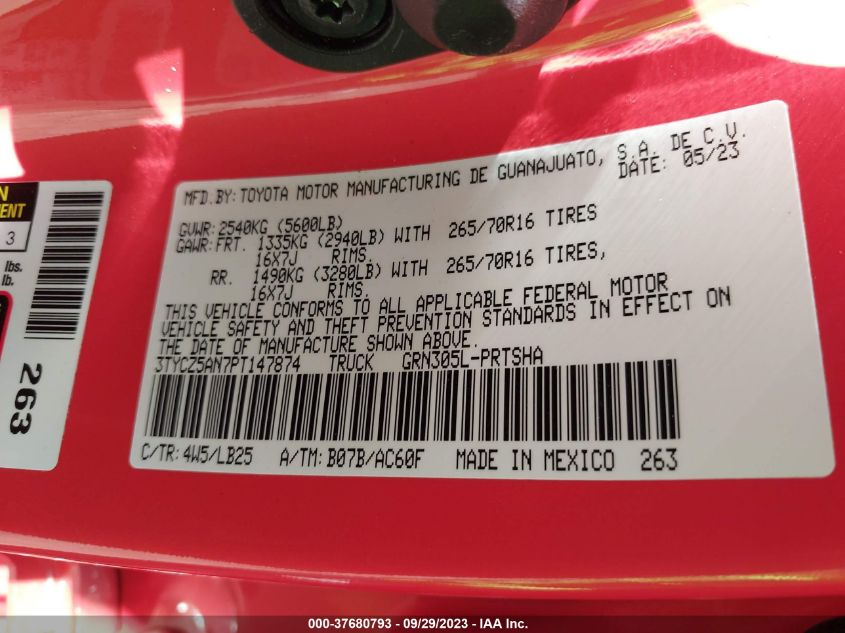 MFD.BY:TOYOTA MOTOR MANUFACTURING DE GUANAJUATO, S.A. DE C.V.
DATE: 05/23
GVWR:2540KG (5600LB)
GAWR:FRT. 1335KG (2940LB) WITH 265/70R16 TIRES
16X7J RIMS.
RR. 1490KG (3280LB) WITH 265/70R16 TIRES,
16X7J RIMS.
THIS VEHICLE CONFORMS TO ALL APPLICABLE FEDERAL MOTOR
VEHICLE SAFETY AND THEFT PREVENTION STANDARDS IN EFFECT ON
THE DATE OF MANUFACTURE SHOWN ABOVE.
3TYCZ5AN7PT147874 TRUCK GRN305L-PRTSHA
C/TR:4W5/LB25 A/TM:B07B/AC60F MADE IN MEXICO 263
3
lbs.
lb.
263
000-37680793 - 09/29/2023 - IAA Inc.